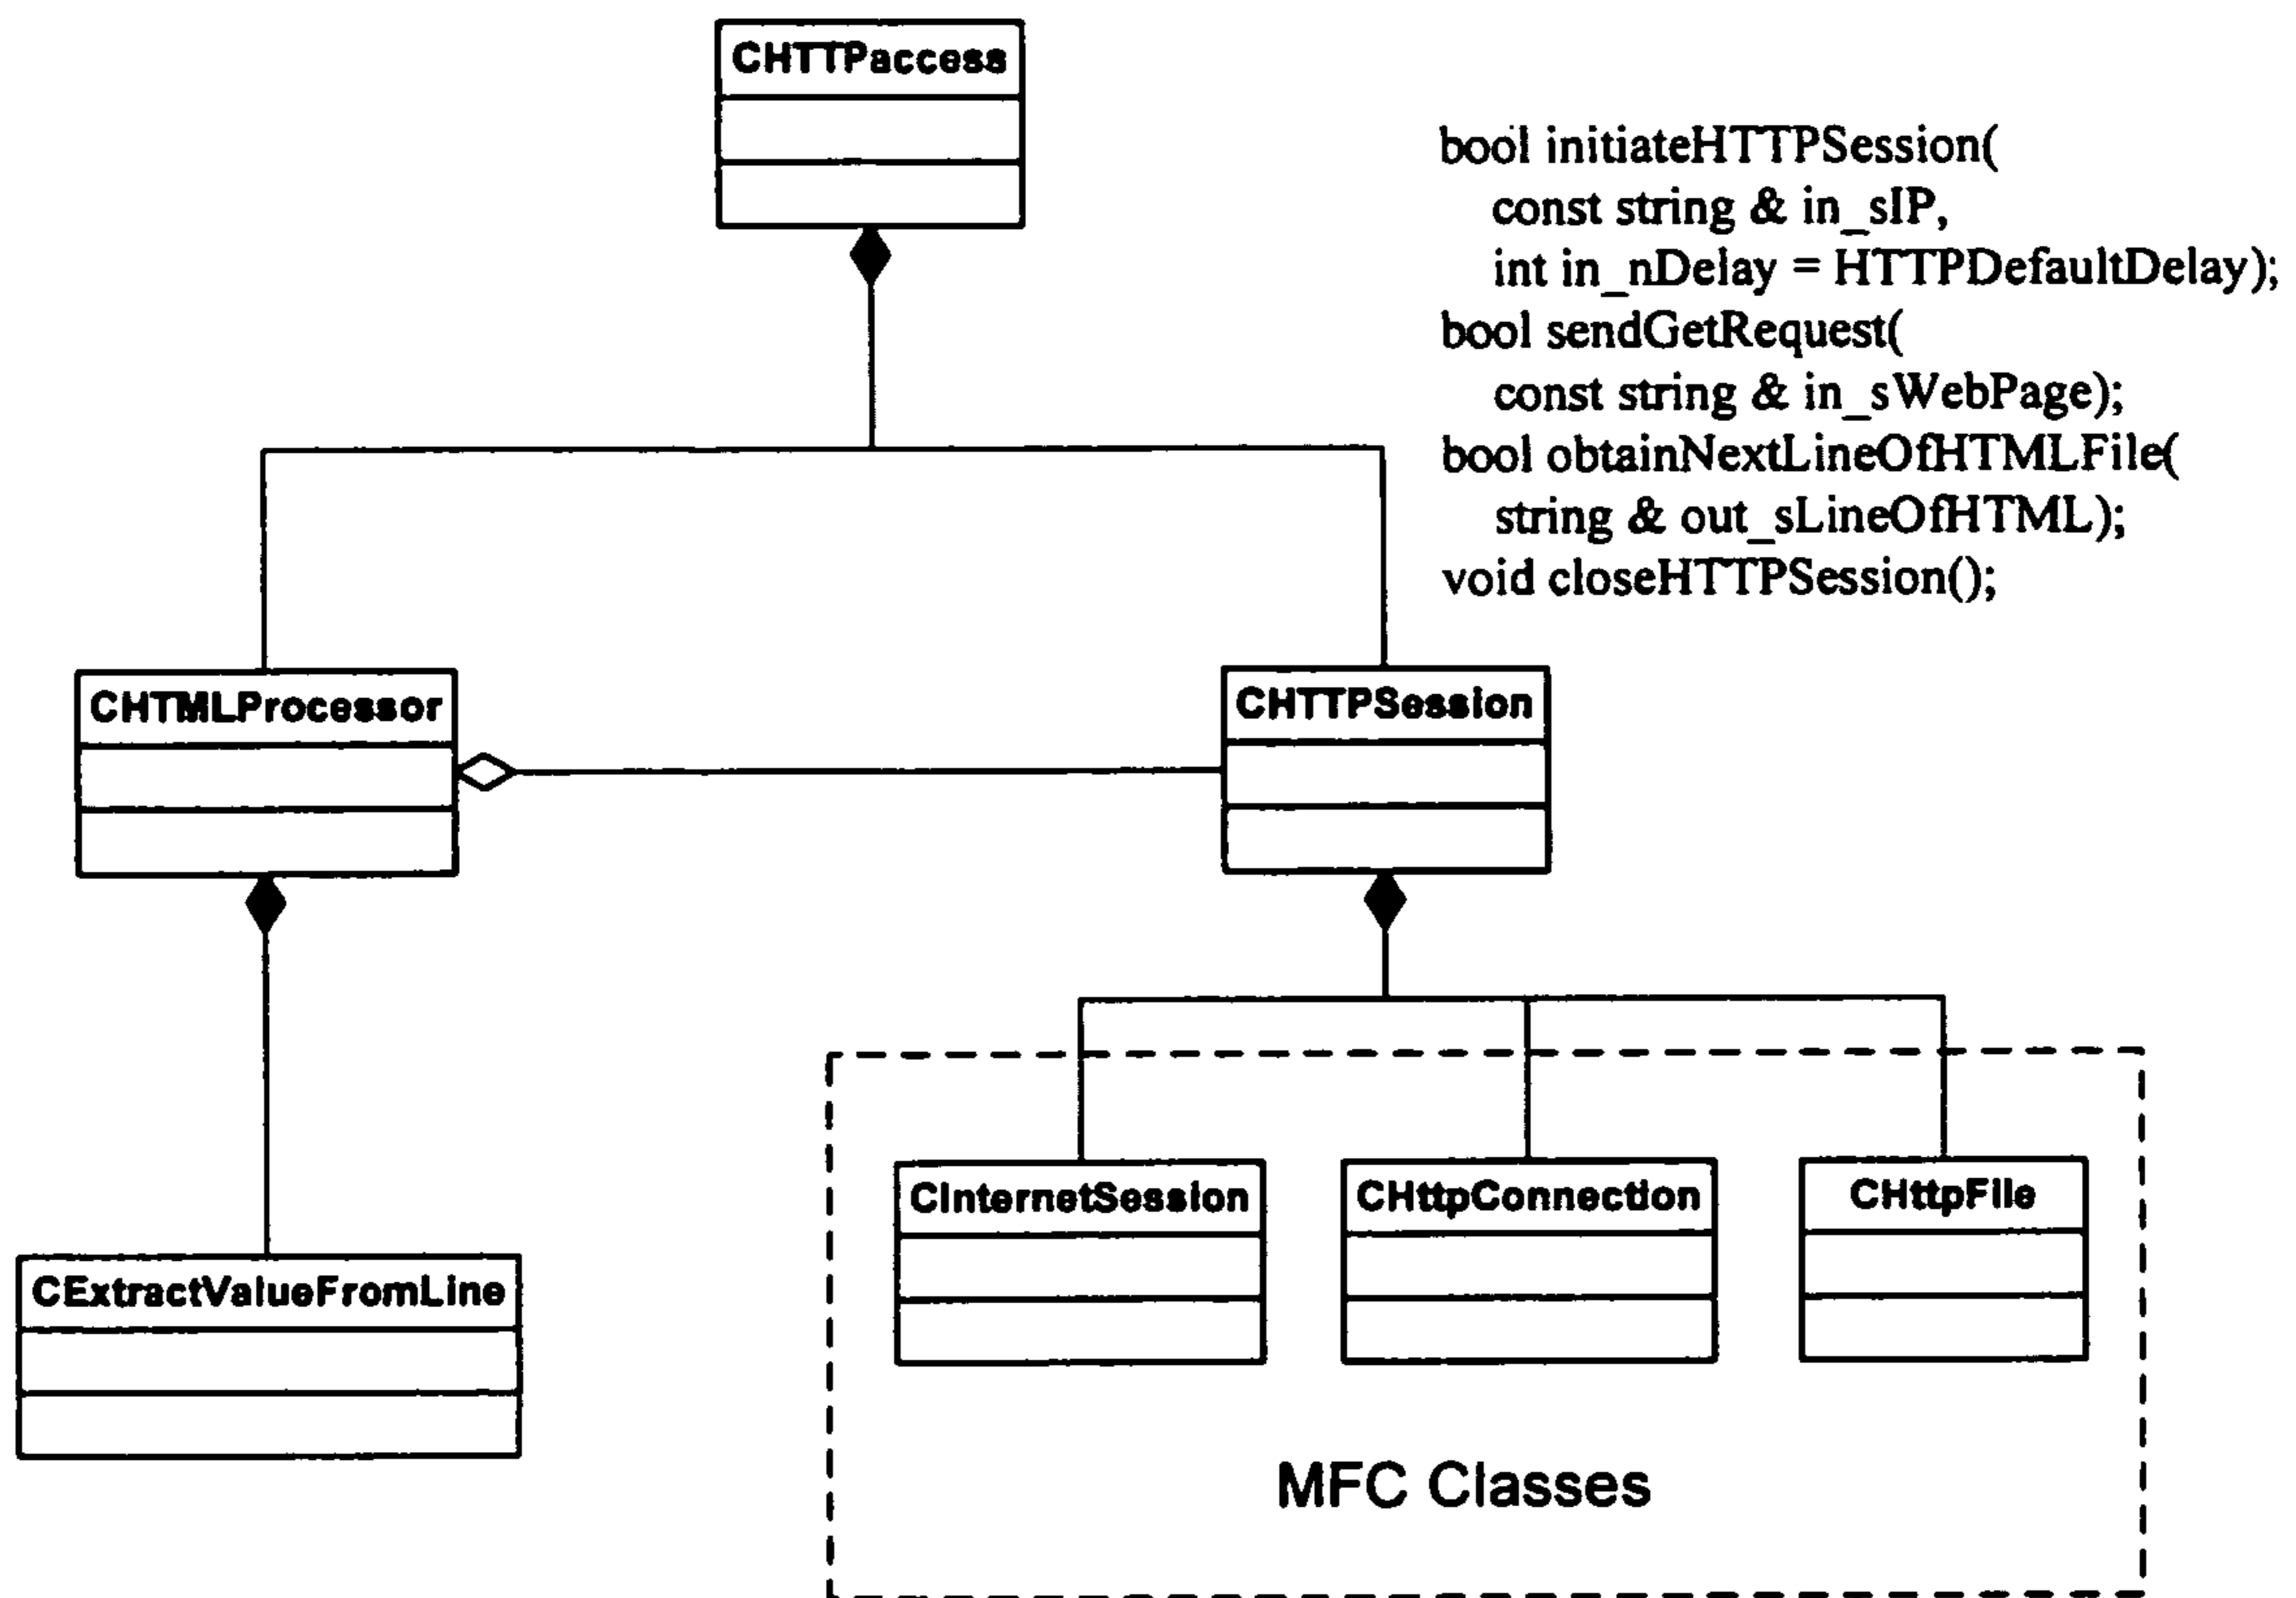 CHTTPaccess
bool initiateHTTPSession(
const string & in_sIP,
int in_nDelay = HTTPDefaultDelay);
bool sendGetRequest(
const string & in_sWebPage);
bool obtainNextLineOfHTMLFile(
string & out_sLineOfHTML);
void closeHTTPSession();
CHTMLProcessor
CHTTPSession
CInternetSession
CHttpConnection
CHttpFile
CExtractValueFromLine
MFC Classes